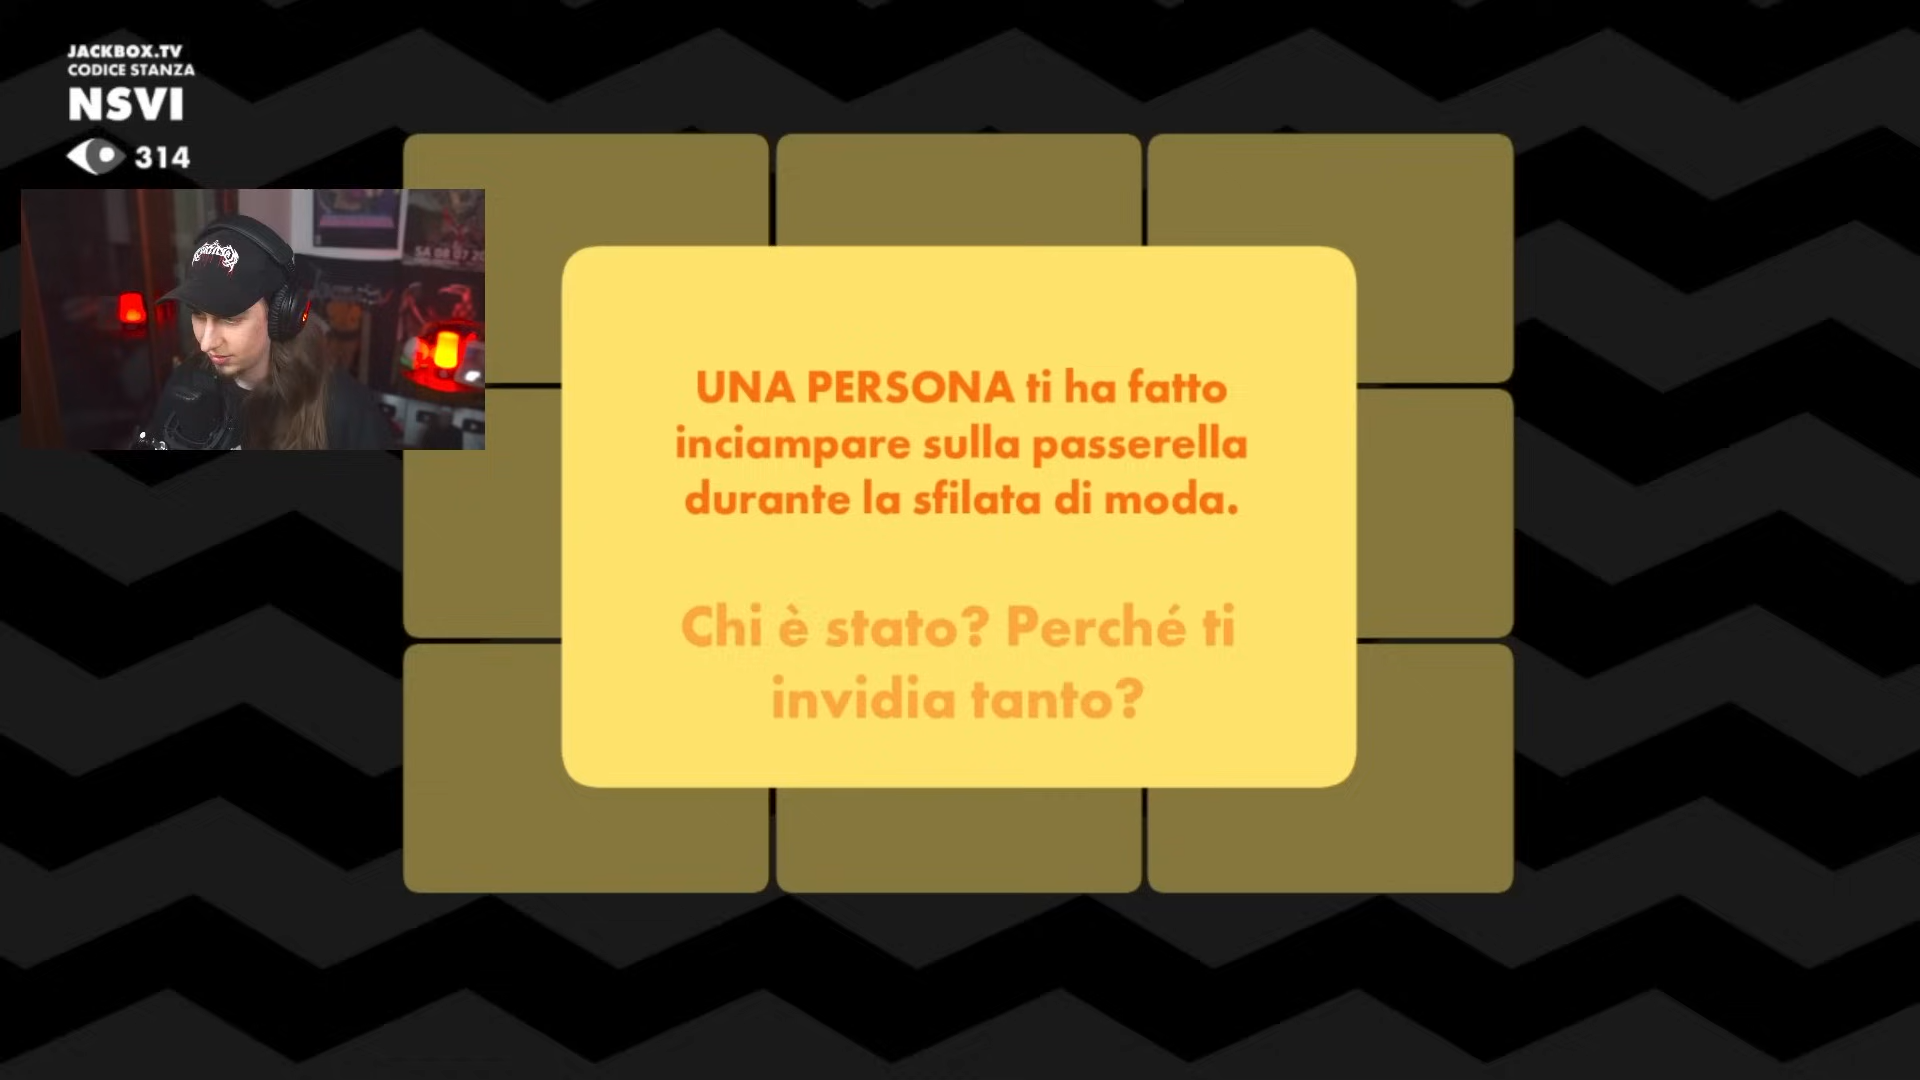 JACKBOX.TV
CODICE STANZA
NSVI
314
UNA PERSONA ti ha fatto
inciampare sulla passerella
durante la sfilata di moda.
Chi è stato? Perché ti
invidia tanto?